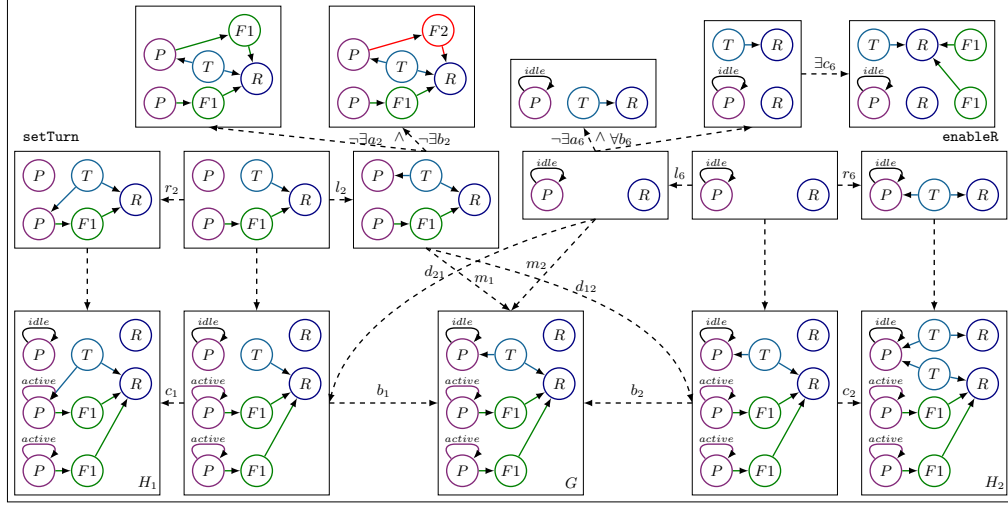 F1
P
T
R
P
F1
F2
P
T
R
P
F1
idle
P
T
R
T
R
idle
P
R
∃c6
T
R
F1
idle
P
R
F1
setTurn
¬∃a2 ∧ ¬∃b2
¬∃a6 ∧ ∀b6
enableR
P
T
R
P
F1
r2
P
T
R
P
F1
l2
P
T
R
P
F1
idle
P
R
l6
idle
P
R
r6
idle
P
T
R
d21
m1
m2
d12
idle
R
P
T
active
R
P
F1
active
P
F1
H1
c1
idle
R
P
T
active
R
P
F1
active
P
F1
b1
idle
R
P
T
active
R
P
F1
active
P
F1
G
b2
idle
R
P
T
active
R
P
F1
active
P
F1
c2
idle
T
R
P
T
R
active
P
F1
active
P
F1
H2